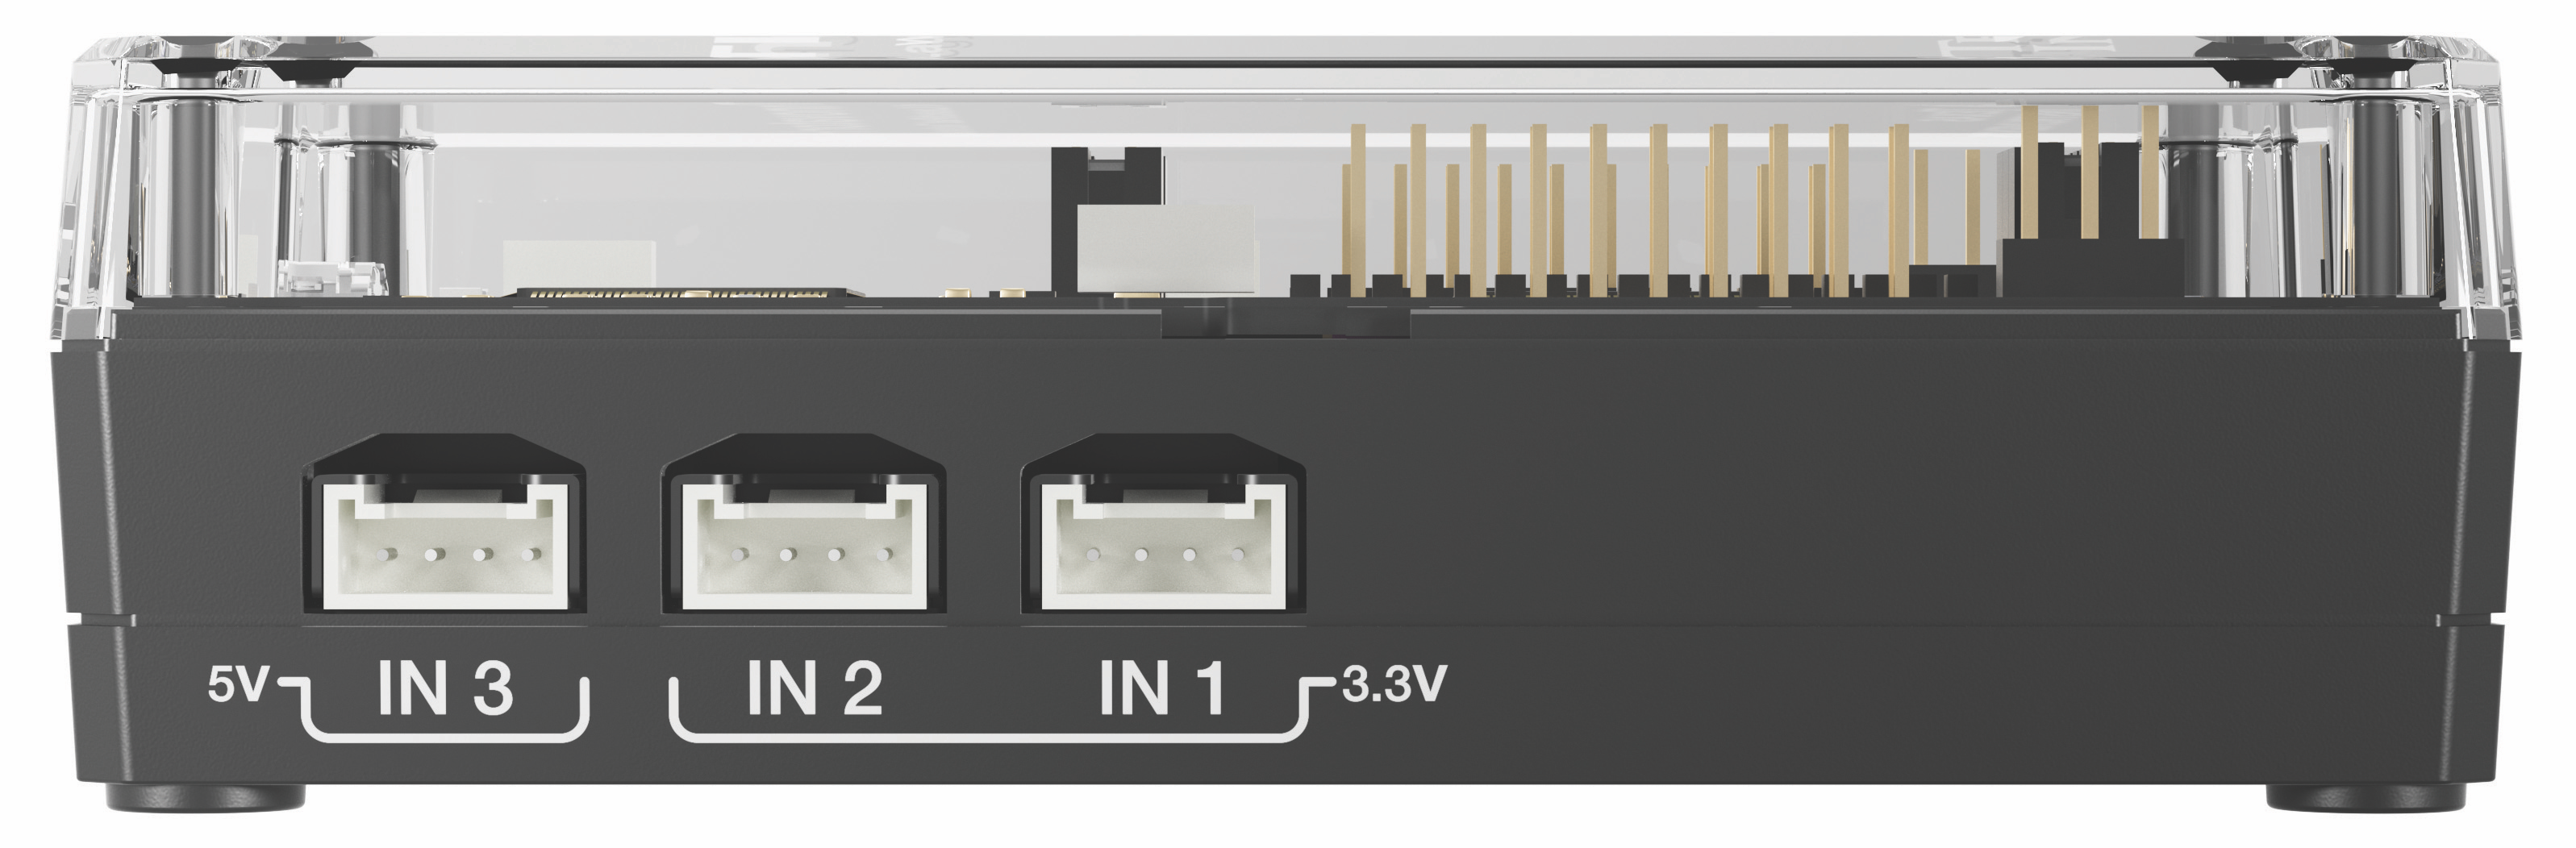 5V IN 3 IN 2 IN 1 3.3V